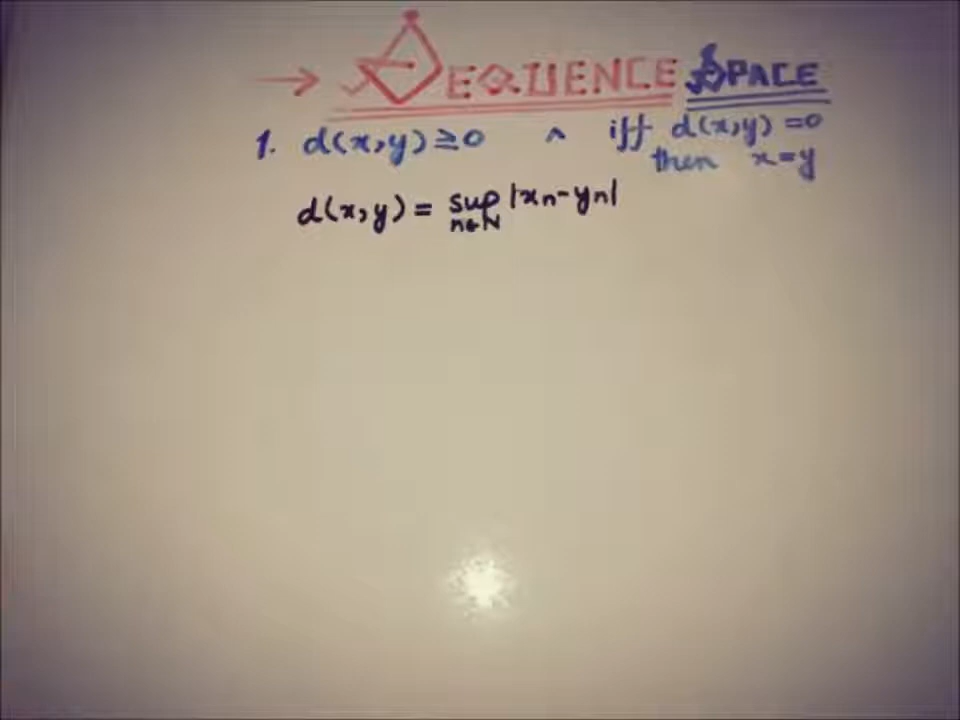 → SEQUENCE SPACE
1. d(x,y) ≥ 0 ^ iff d(x,y) = 0
then x = y
d(x,y) = sup |xn - yn|
n∈N